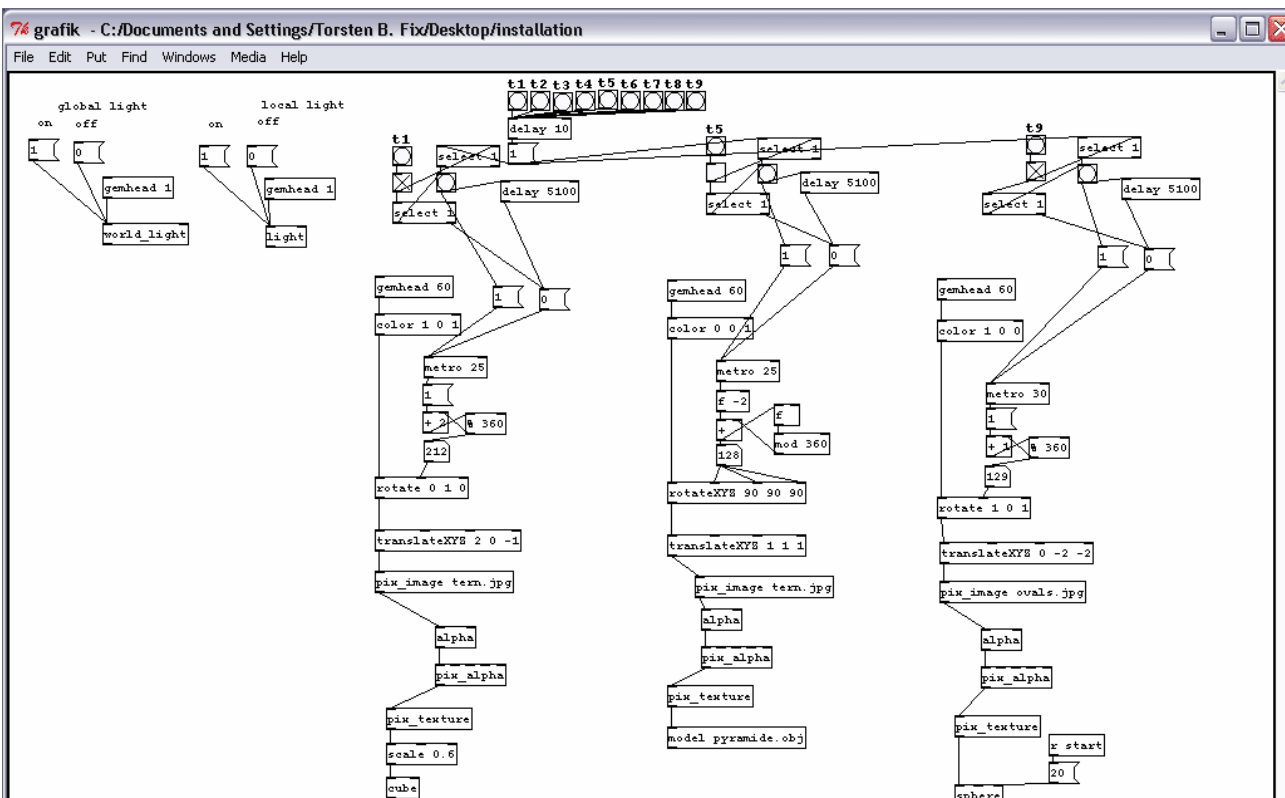 grafik - C:/Documents and Settings/Torsten B. Fix/Desktop/installation
File Edit Put Find Windows Media Help
global light
on off
1 0
gemhead 1
world_light
local light
on off
1 0
gemhead 1
light
t1 t2 t3 t4 t5 t6 t7 t8 t9
delay 10
1
t1
select 1
delay 5100
select 1
1 0
gemhead 60
color 1 0 1
metro 25
1
+ 2 % 360
212
rotate 0 1 0
translateXYZ 2 0 -1
pix_image tern.jpg
alpha
pix_alpha
pix_texture
scale 0.6
cube
t5
select 1
delay 5100
select 1
1 0
gemhead 60
color 0 0 1
metro 25
f -2
f
+
mod 360
128
rotateXYZ 90 90 90
translateXYZ 1 1 1
pix_image tern.jpg
alpha
pix_alpha
pix_texture
model pyramide.obj
t9
select 1
delay 5100
select 1
1 0
gemhead 60
color 1 0 0
metro 30
1
+ 1 % 360
129
rotate 1 0 1
translateXYZ 0 -2 -2
pix_image ovals.jpg
alpha
pix_alpha
pix_texture
r start
20
sphere